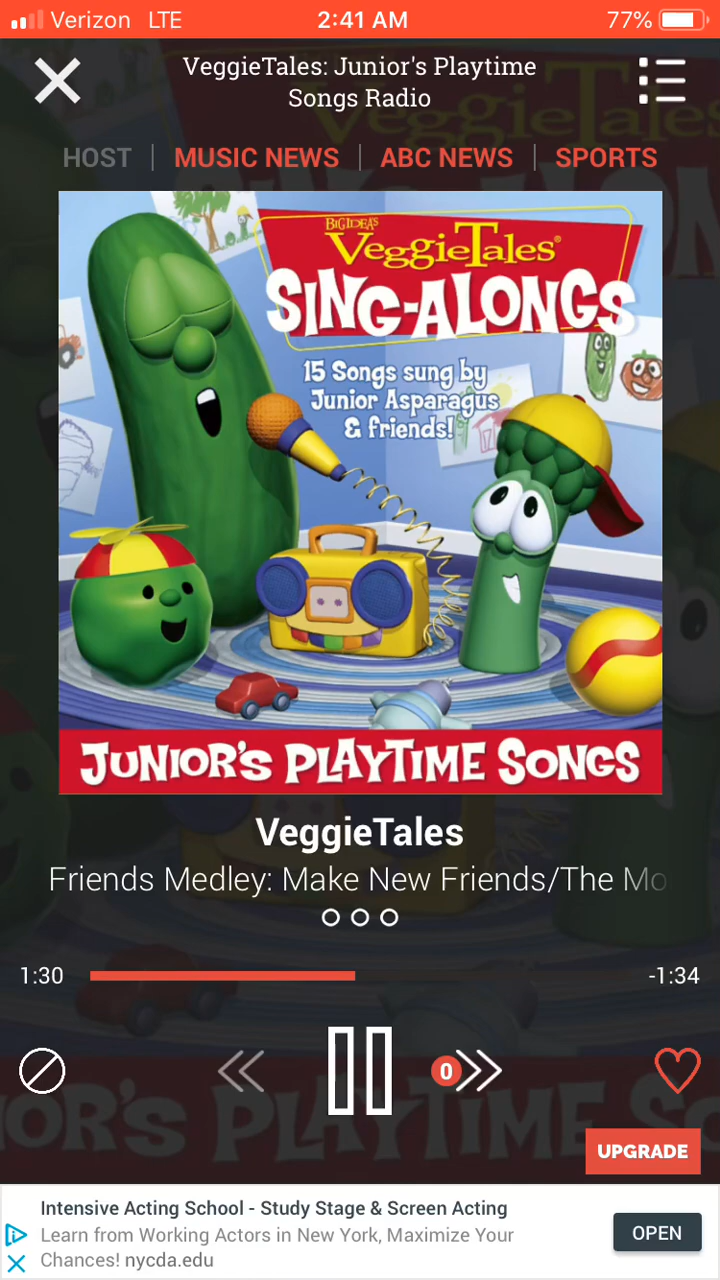 Verizon LTE 2:41 AM 77%
VeggieTales: Junior's Playtime
Songs Radio
HOST | MUSIC NEWS | ABC NEWS | SPORTS
BIG IDEA'S
VeggieTales®
SING-ALONGS
15 Songs sung by
Junior Asparagus
& friends!
JUNIOR'S PLAYTIME SONGS
VeggieTales
Friends Medley: Make New Friends/The Mo
1:30 -1:34
0
UPGRADE
Intensive Acting School - Study Stage & Screen Acting
Learn from Working Actors in New York, Maximize Your
Chances! nycda.edu
OPEN